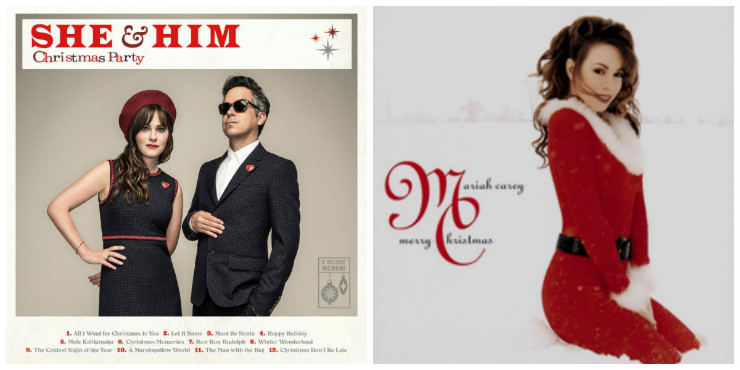 SHE & HIM
Christmas Party
A HOLIDAY
RECORDING
1. All I Want for Christmas Is You 2. Let It Snow 3. Must Be Santa 4. Happy Holiday
5. Mele Kalikimaka 6. Christmas Memories 7. Run Run Rudolph 8. Winter Wonderland
9. The Coldest Night of the Year 10. A Marshmallow World 11. The Man with the Bag 12. Christmas Don't Be Late
Mariah carey
merry Christmas